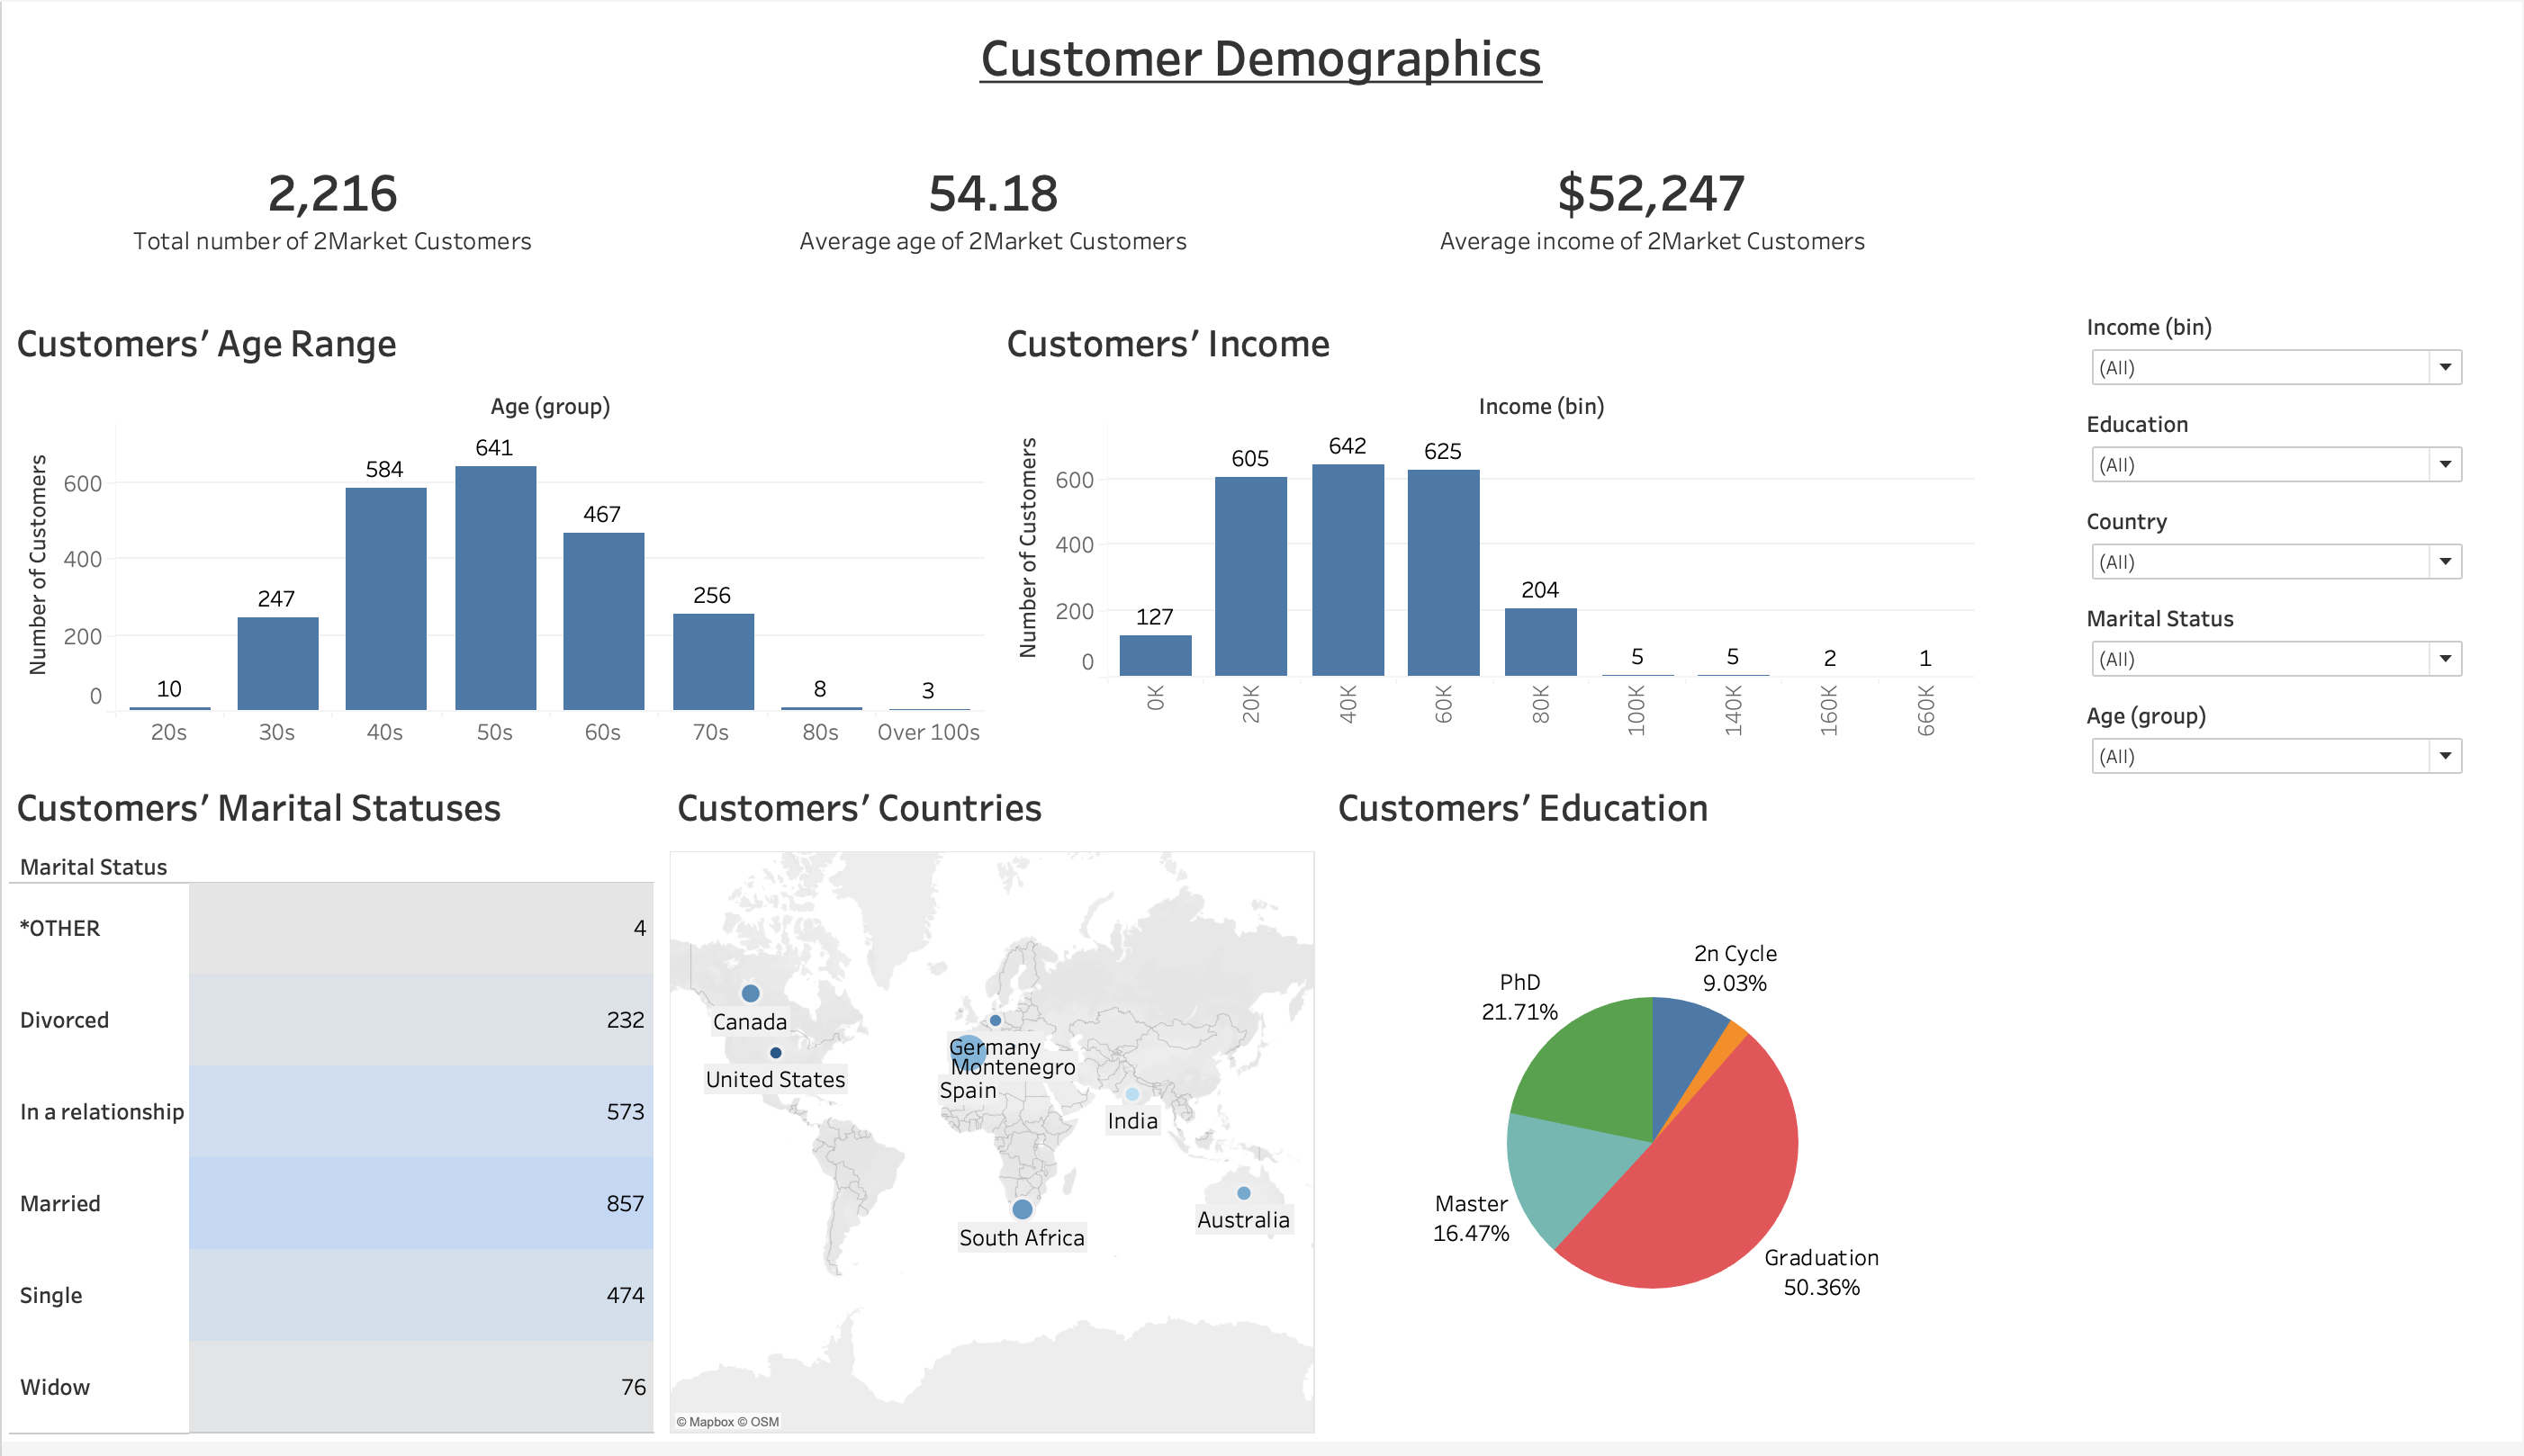 Customer Demographics
2,216
Total number of 2Market Customers
54.18
Average age of 2Market Customers
$52,247
Average income of 2Market Customers
Customers’ Age Range
Age (group)
Number of Customers
600
400
200
0
10
247
584
641
467
256
8
3
20s
30s
40s
50s
60s
70s
80s
Over 100s
Customers’ Income
Income (bin)
Number of Customers
600
400
200
0
127
605
642
625
204
5
5
2
1
0K
20K
40K
60K
80K
100K
140K
160K
660K
Income (bin)
(All)
Education
(All)
Country
(All)
Marital Status
(All)
Age (group)
(All)
Customers’ Marital Statuses
Marital Status
*OTHER 4
Divorced 232
In a relationship 573
Married 857
Single 474
Widow 76
Customers’ Countries
Canada
United States
Germany
Montenegro
Spain
India
South Africa
Australia
© Mapbox © OSM
Customers’ Education
2n Cycle
9.03%
PhD
21.71%
Master
16.47%
Graduation
50.36%